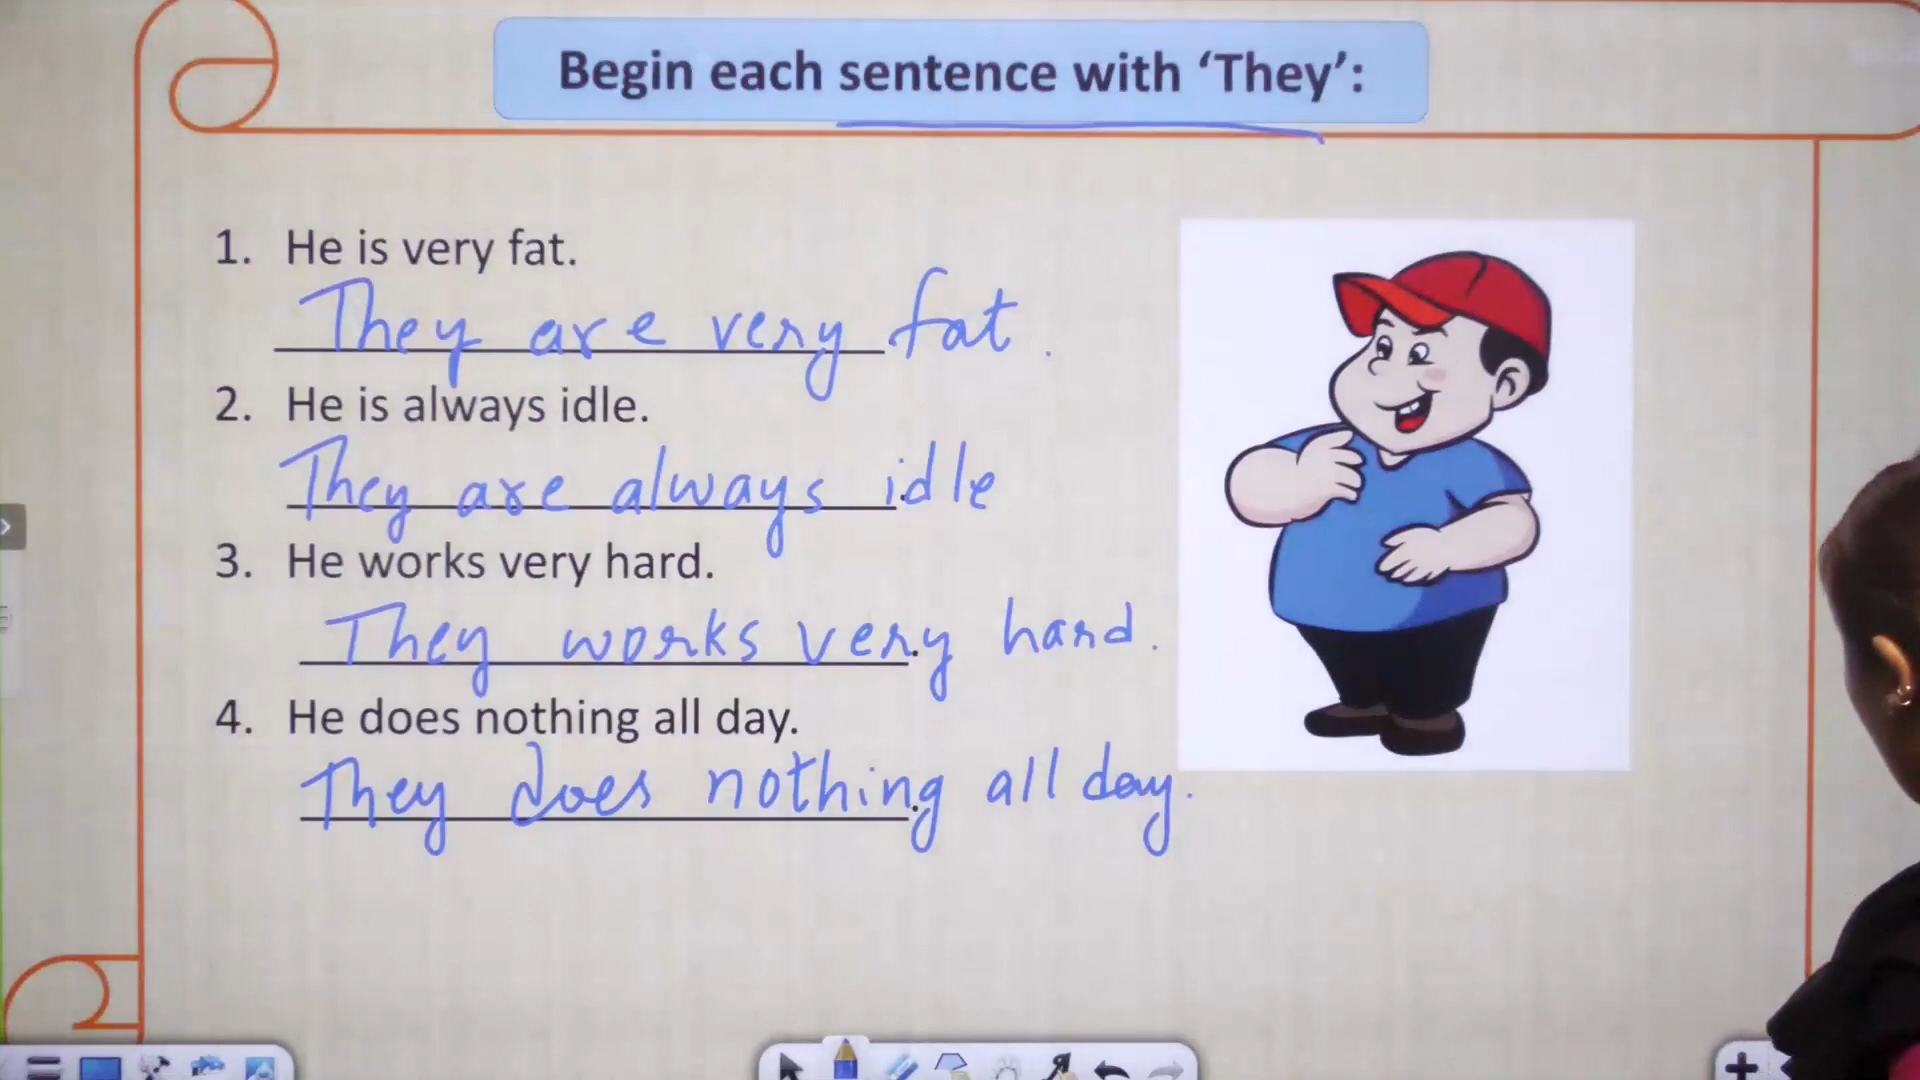 Begin each sentence with ‘They’:
1. He is very fat.
They are very fat.
2. He is always idle.
They are always idle
3. He works very hard.
They works very hard.
4. He does nothing all day.
They does nothing all day.